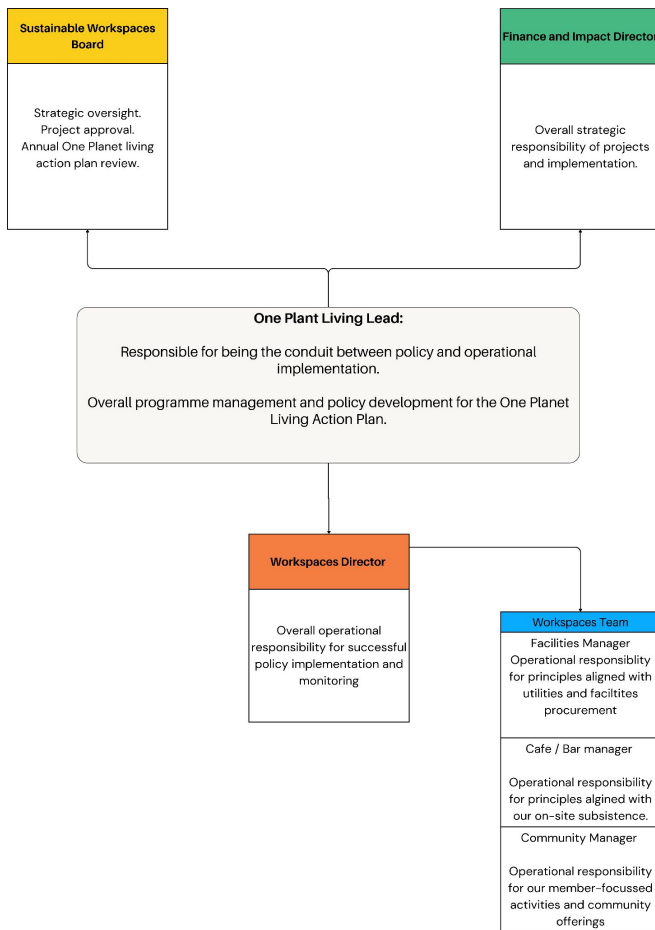 Sustainable Workspaces
Board
Strategic oversight.
Project approval.
Annual One Planet living
action plan review.
Finance and Impact Director
Overall strategic
responsibility of projects
and implementation.
One Plant Living Lead:
Responsible for being the conduit between policy and operational
implementation.
Overall programme management and policy development for the One Planet
Living Action Plan.
Workspaces Director
Overall operational
responsibility for successful
policy implementation and
monitoring
Workspaces Team
Facilities Manager
Operational responsiblity
for principles aligned with
utilities and faciltites
procurement
Cafe / Bar manager
Operational responsibility
for principles algined with
our on-site subsistence.
Community Manager
Operational responsibility
for our member-focussed
activities and community
offerings